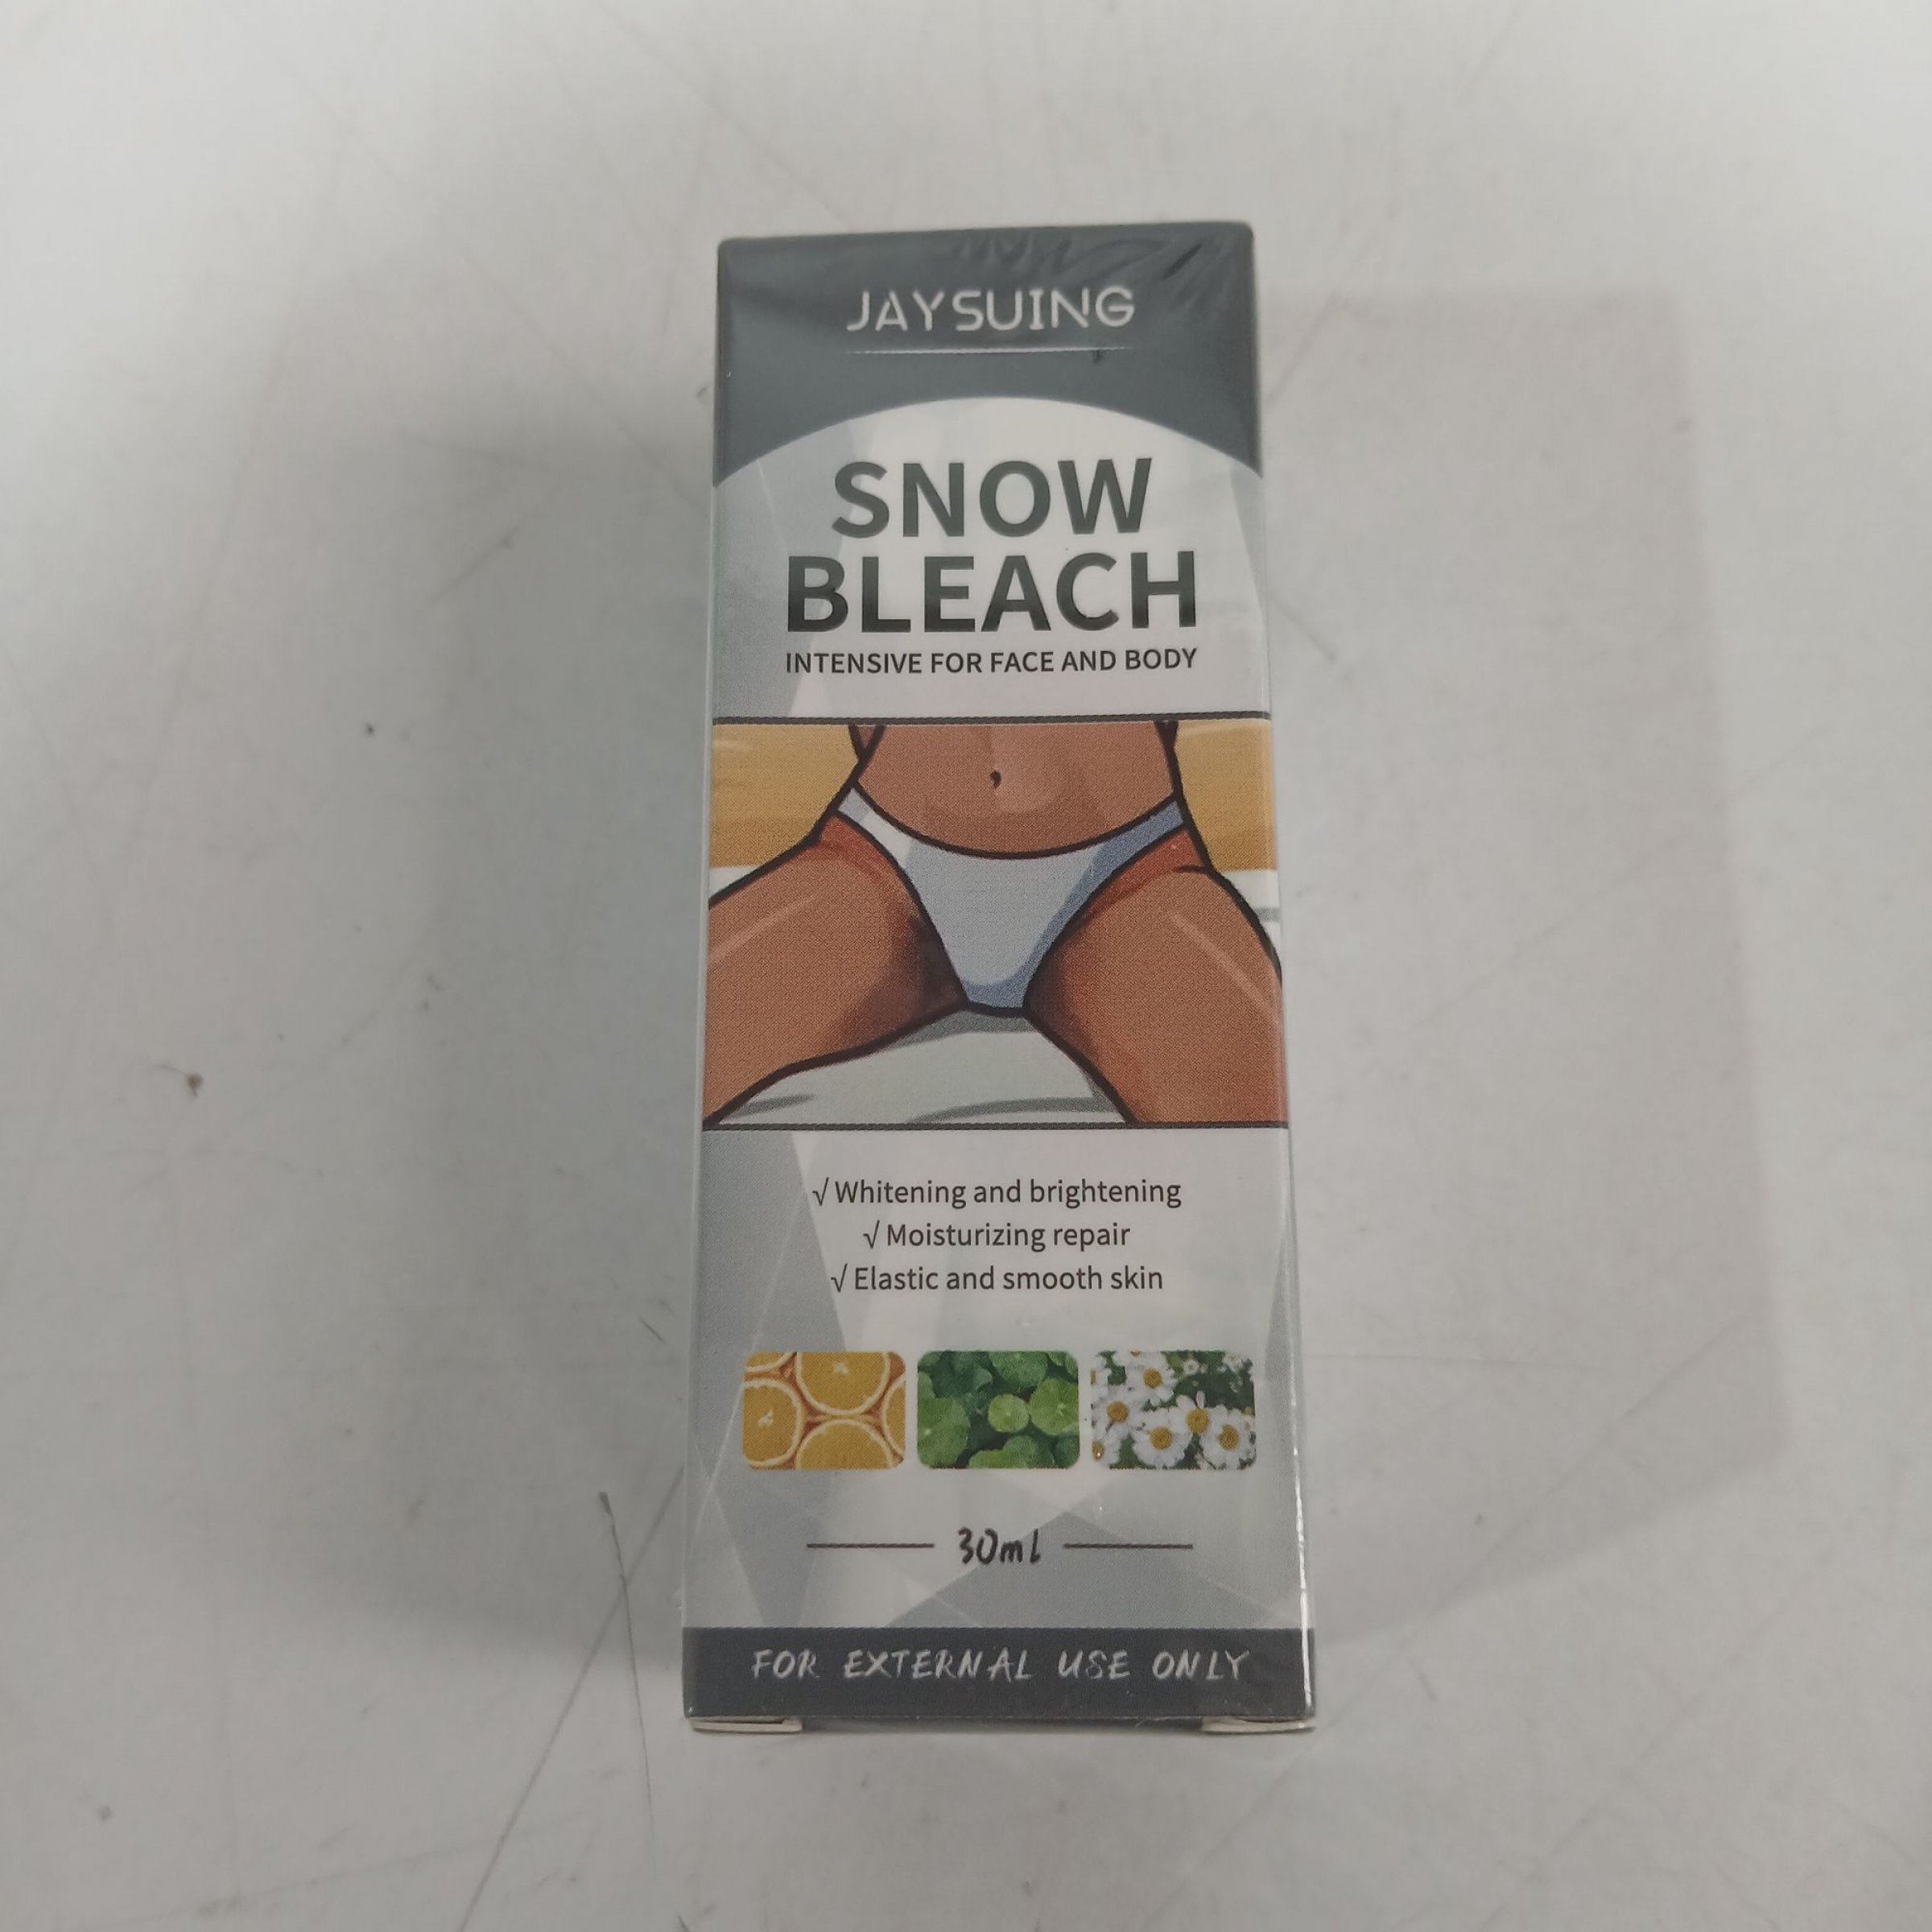 JAYSUING
SNOW
BLEACH
INTENSIVE FOR FACE AND BODY
√ Whitening and brightening
√ Moisturizing repair
√ Elastic and smooth skin
30ml
FOR EXTERNAL USE ONLY